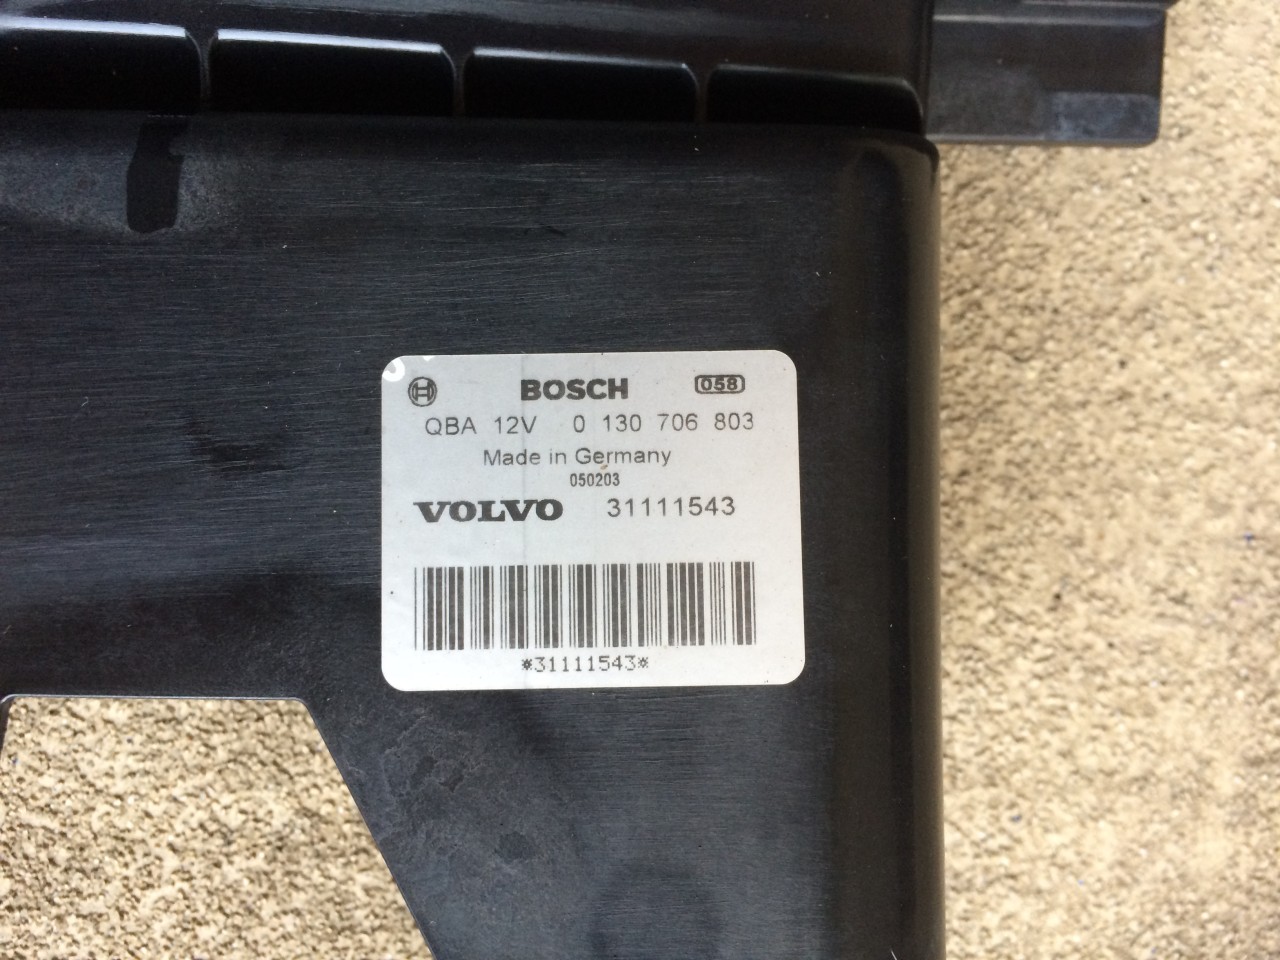 BOSCH 058
QBA 12V 0 130 706 803
Made in Germany
050203
VOLVO 31111543
*31111543*